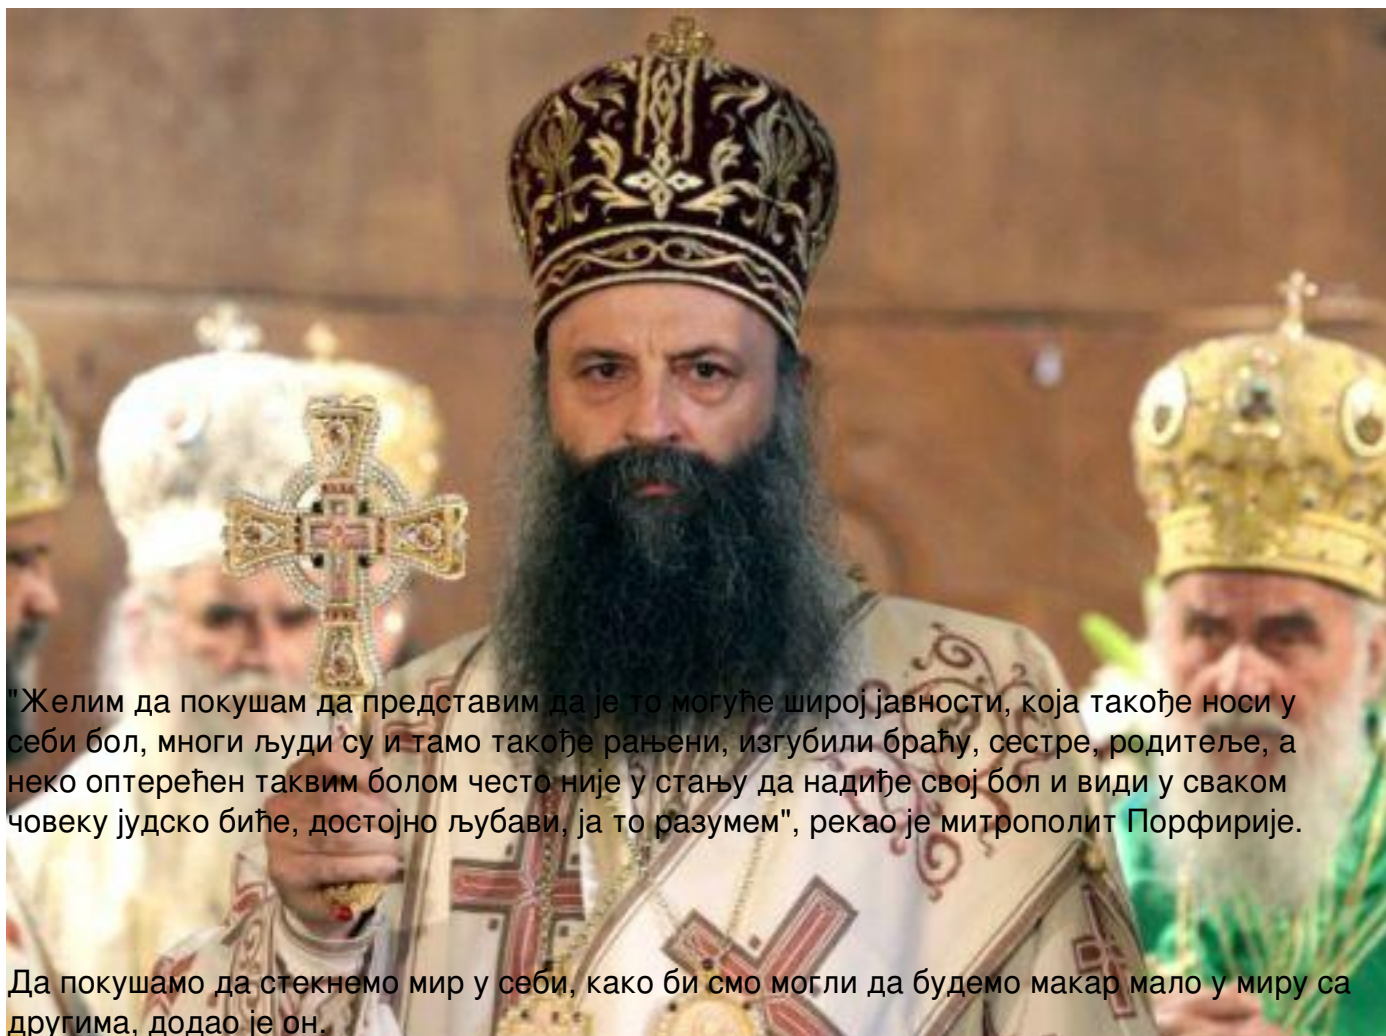 "Желим да покушам да представим да је то могуће широј јавности, која такође носи у
себи бол, многи људи су и тамо такође рањени, изгубили браћу, сестре, родитеље, а
неко оптерећен таквим болом често није у стању да надиђе свој бол и види у сваком
човеку јудско биће, достојно љубави, ја то разумем", рекао је митрополит Порфирије.
Да покушамо да стекнемо мир у себи, како би смо могли да будемо макар мало у миру са
другима, додао је он.